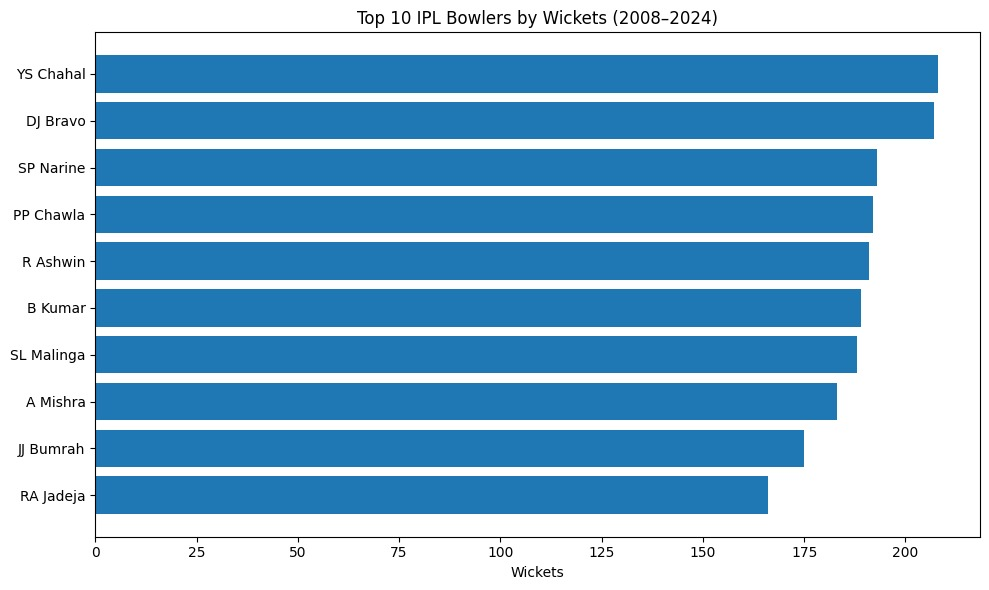 Top 10 IPL Bowlers by Wickets (2008–2024)
YS Chahal
DJ Bravo
SP Narine
PP Chawla
R Ashwin
B Kumar
SL Malinga
A Mishra
JJ Bumrah
RA Jadeja
0 25 50 75 100 125 150 175 200
Wickets